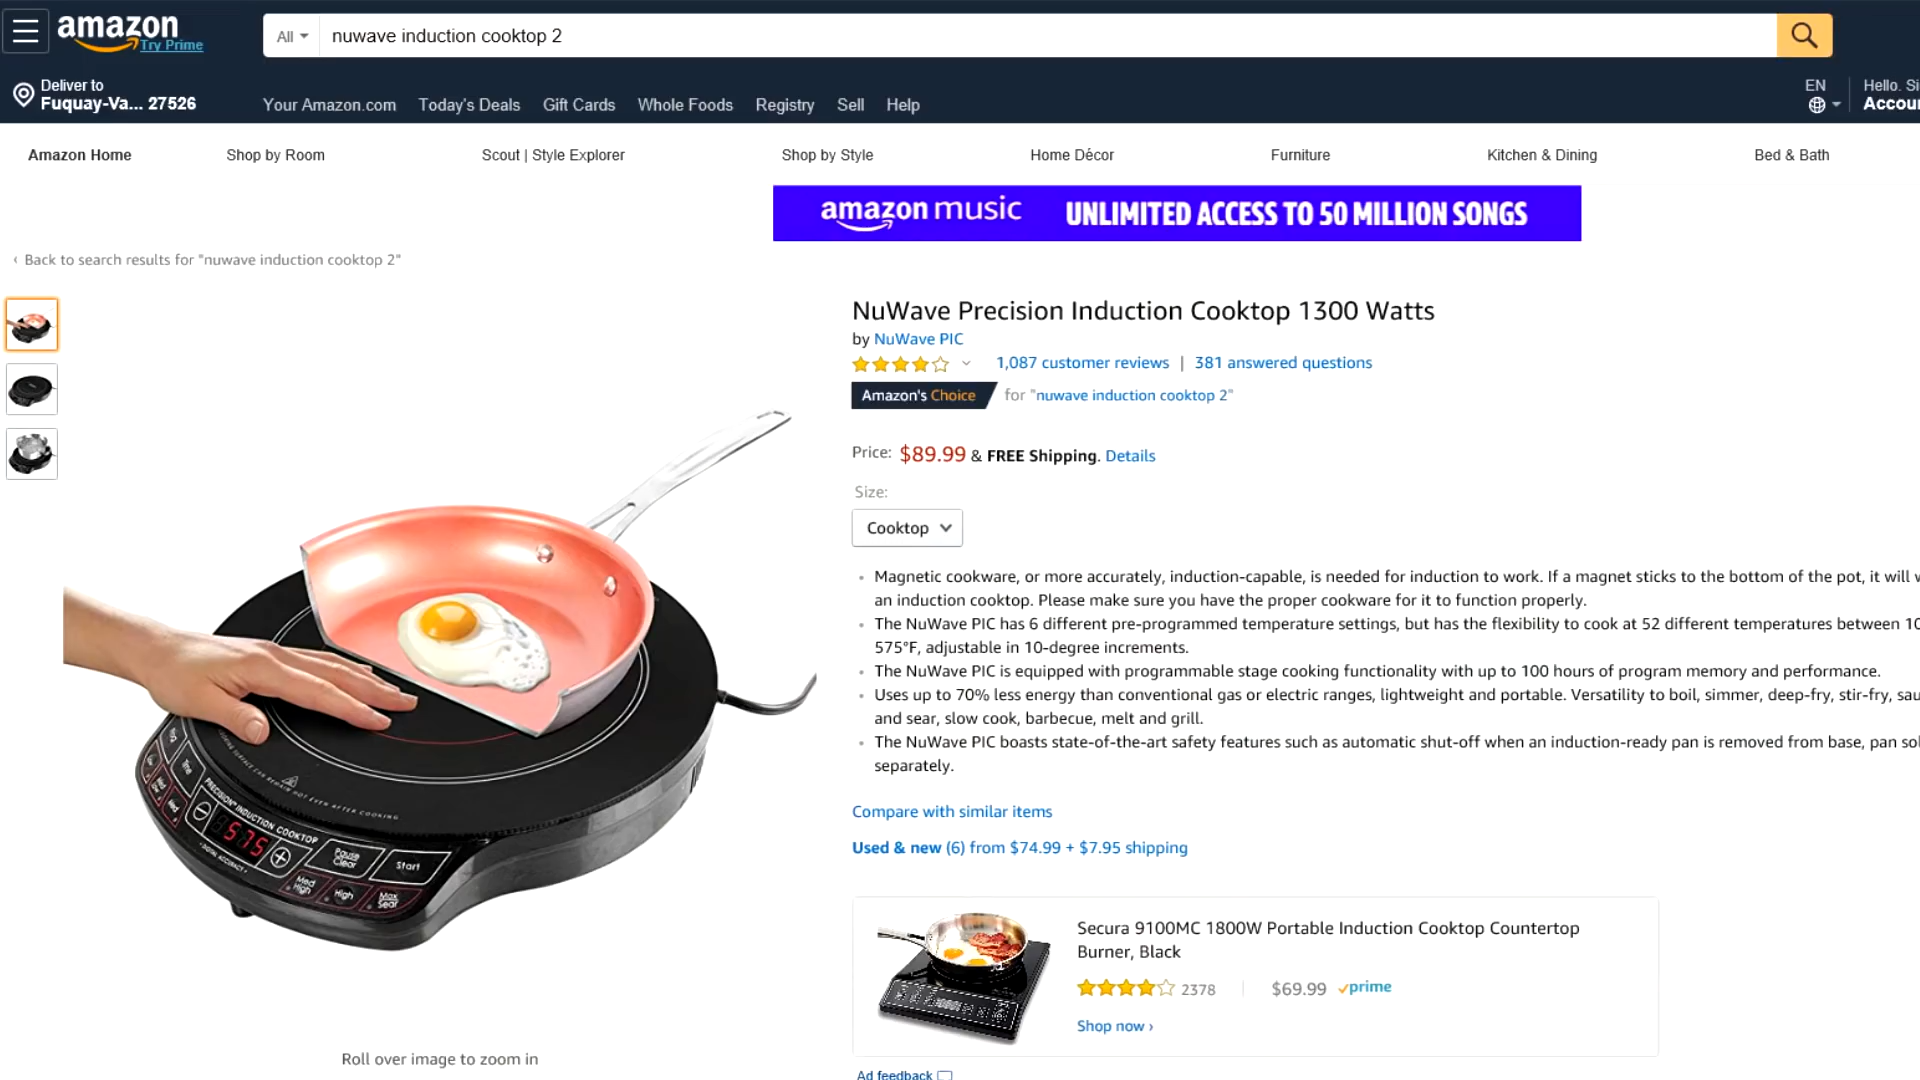 amazon
Try Prime
All
nuwave induction cooktop 2
Deliver to
Fuquay-Va... 27526
Your Amazon.com
Today's Deals
Gift Cards
Whole Foods
Registry
Sell
Help
EN
Hello. Si
Accou
Amazon Home
Shop by Room
Scout | Style Explorer
Shop by Style
Home Décor
Furniture
Kitchen & Dining
Bed & Bath
amazon music
UNLIMITED ACCESS TO 50 MILLION SONGS
‹ Back to search results for "nuwave induction cooktop 2"
NuWave Precision Induction Cooktop 1300 Watts
by NuWave PIC
1,087 customer reviews | 381 answered questions
Amazon's Choice for "nuwave induction cooktop 2"
Price: $89.99 & FREE Shipping. Details
Size:
Cooktop
Magnetic cookware, or more accurately, induction-capable, is needed for induction to work. If a magnet sticks to the bottom of the pot, it will
an induction cooktop. Please make sure you have the proper cookware for it to function properly.
The NuWave PIC has 6 different pre-programmed temperature settings, but has the flexibility to cook at 52 different temperatures between 10
575°F, adjustable in 10-degree increments.
The NuWave PIC is equipped with programmable stage cooking functionality with up to 100 hours of program memory and performance.
Uses up to 70% less energy than conventional gas or electric ranges, lightweight and portable. Versatility to boil, simmer, deep-fry, stir-fry, sau
and sear, slow cook, barbecue, melt and grill.
The NuWave PIC boasts state-of-the-art safety features such as automatic shut-off when an induction-ready pan is removed from base, pan sol
separately.
Compare with similar items
Used & new (6) from $74.99 + $7.95 shipping
Secura 9100MC 1800W Portable Induction Cooktop Countertop
Burner, Black
2378
$69.99
prime
Shop now ›
Ad feedback
Time
PRECISION INDUCTION COOKTOP
575
Pause
Clear
Start
Med
High
High
Max
Sear
SURFACE CAN REMAIN HOT EVEN AFTER COOKING
Roll over image to zoom in